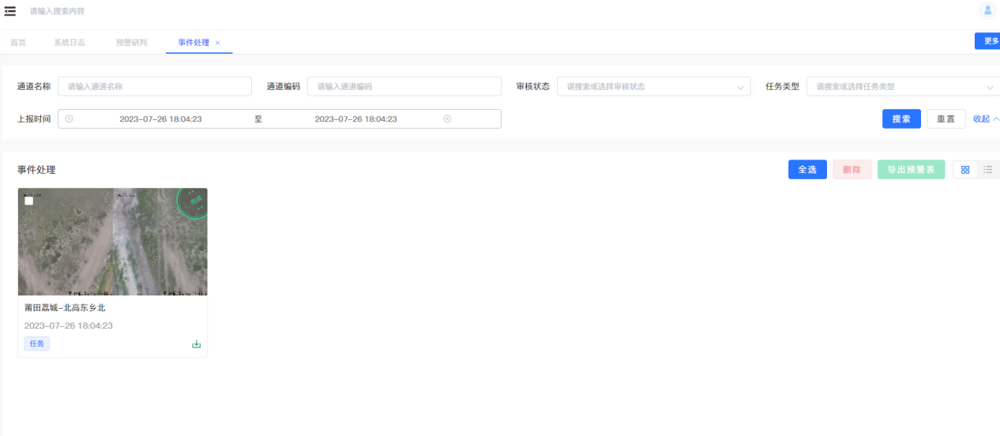 请输入搜索内容
首页 系统日志 预警研判 事件处理 ×
更多
通道名称 请输入通道名称 通道编码 请输入通道编码 审核状态 请搜索或选择审核状态 任务类型 请搜索或选择任务类型
上报时间 2023-07-26 18:04:23 至 2023-07-26 18:04:23
搜索 重置 收起
事件处理 全选 删除 导出预警表
完成
莆田荔城-北高东乡北
2023-07-26 18:04:23
任务